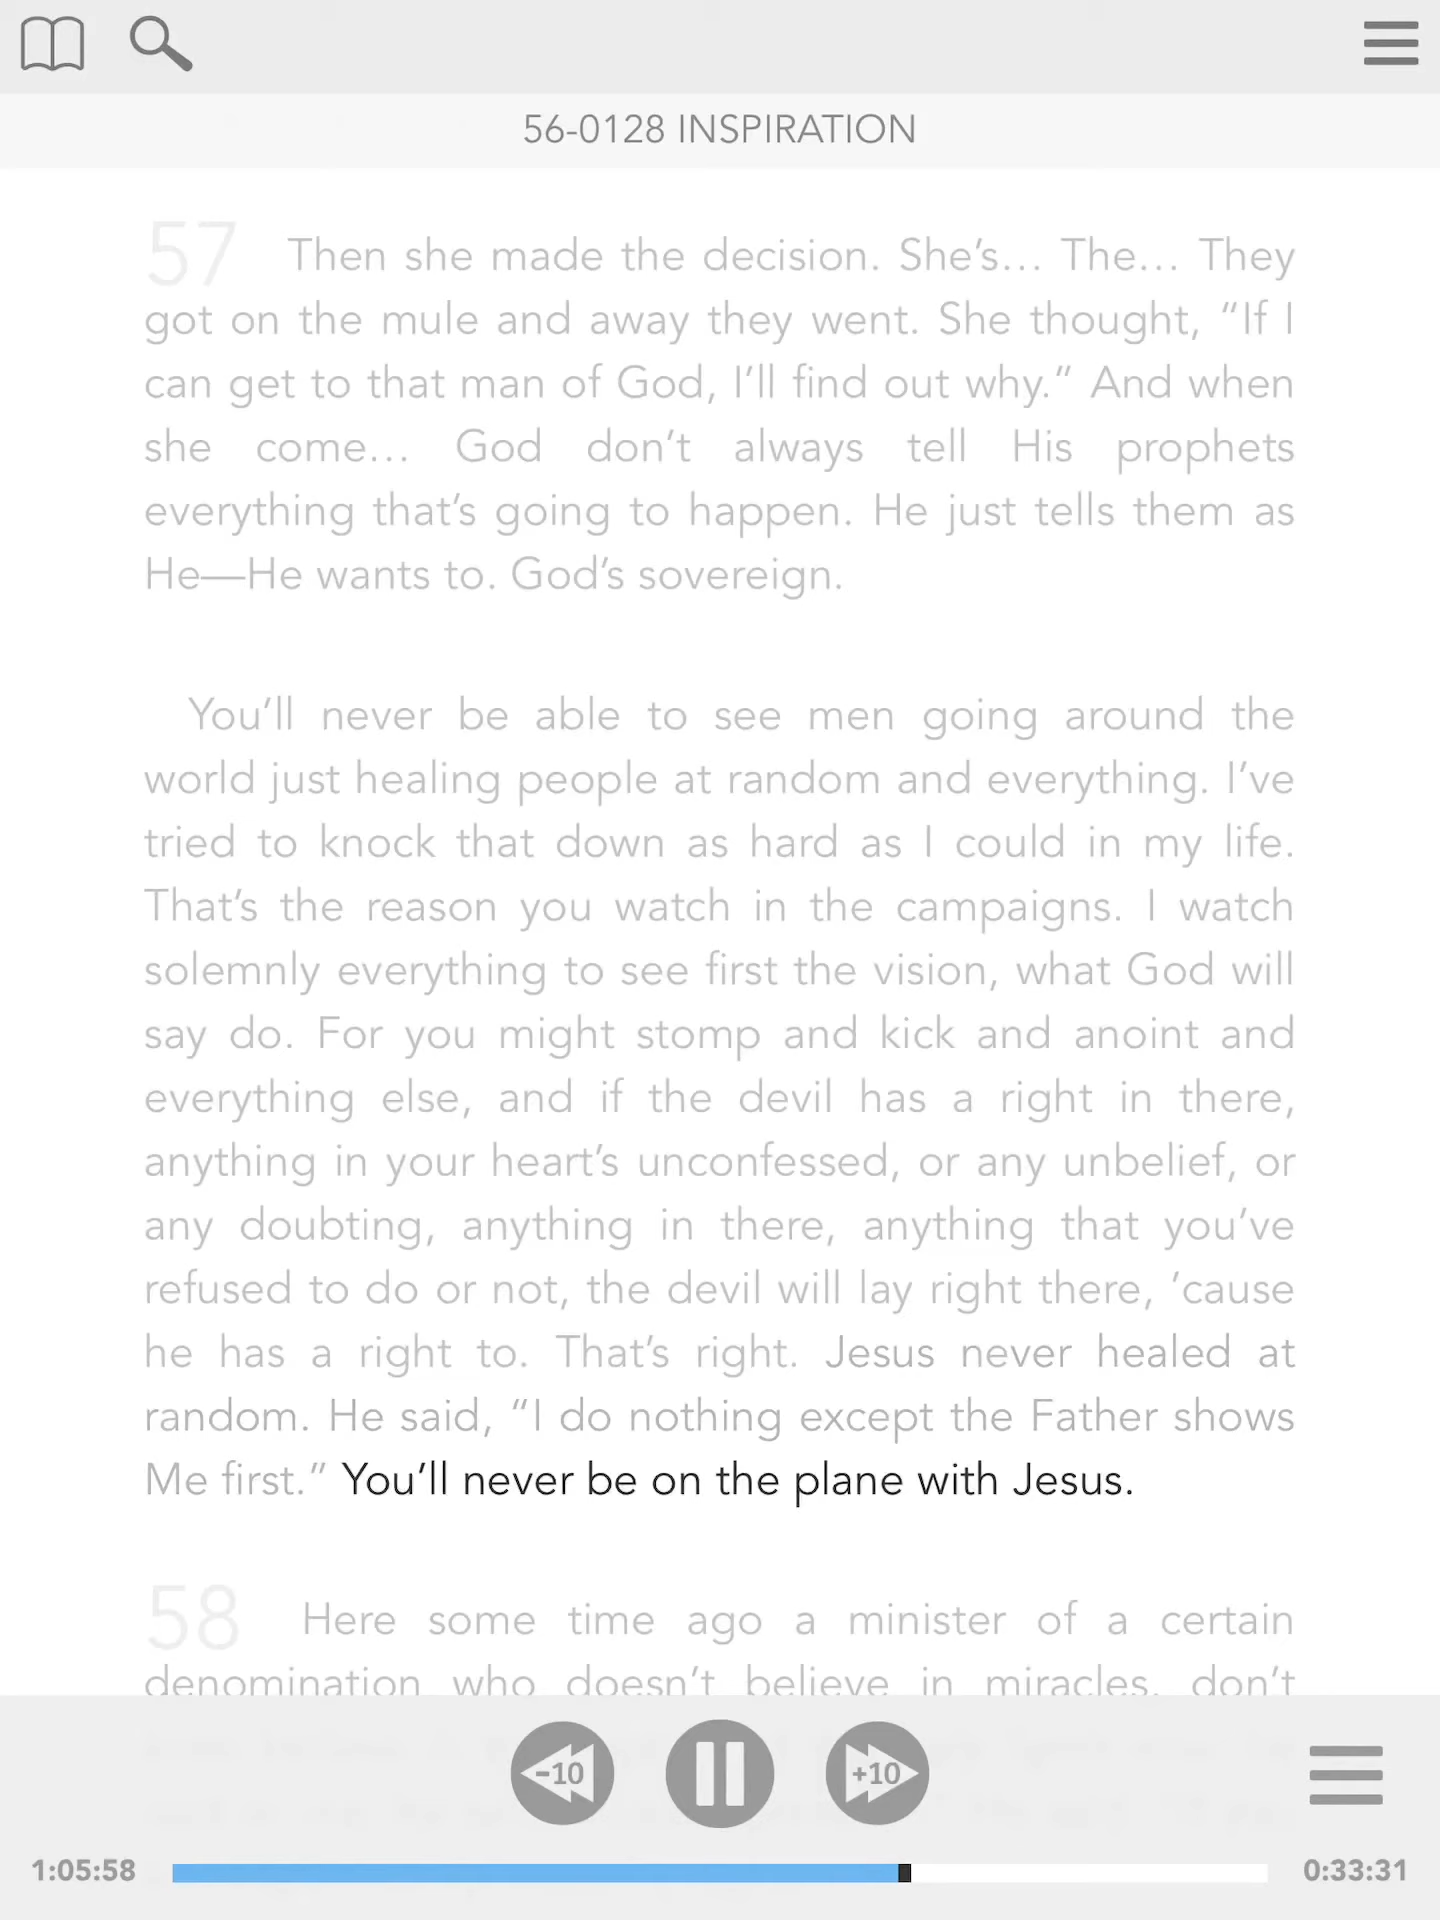 56-0128 INSPIRATION
57 Then she made the decision. She’s… The… They
got on the mule and away they went. She thought, “If I
can get to that man of God, I’ll find out why.” And when
she come… God don’t always tell His prophets
everything that’s going to happen. He just tells them as
He—He wants to. God’s sovereign.
You’ll never be able to see men going around the
world just healing people at random and everything. I’ve
tried to knock that down as hard as I could in my life.
That’s the reason you watch in the campaigns. I watch
solemnly everything to see first the vision, what God will
say do. For you might stomp and kick and anoint and
everything else, and if the devil has a right in there,
anything in your heart’s unconfessed, or any unbelief, or
any doubting, anything in there, anything that you’ve
refused to do or not, the devil will lay right there, ’cause
he has a right to. That’s right. Jesus never healed at
random. He said, “I do nothing except the Father shows
Me first.” You’ll never be on the plane with Jesus.
58 Here some time ago a minister of a certain
denomination who doesn’t believe in miracles, don’t
-10 +10
1:05:58 0:33:31